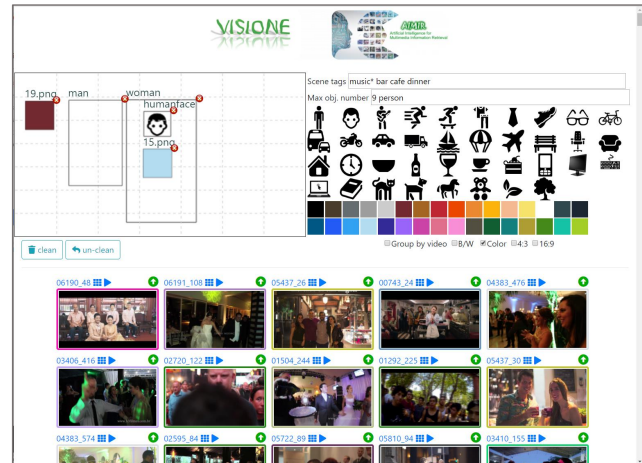 VISIONE
AIMIR
Artificial Intelligence for
Multimedia Information Retrieval
Scene tags music* bar cafe dinner
Max obj. number 9 person
19.png man woman
humanface
15.png
clean un-clean
Group by video B/W Color 4:3 16:9
06190_48 06191_108 05437_26 00743_24 04383_476
03406_416 02720_122 01504_244 01292_225 05437_30
04383_574 02595_84 05722_89 05810_94 03410_155